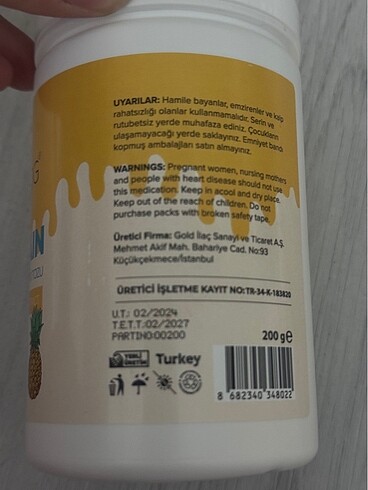 UYARILAR: Hamile bayanlar, emzirenler ve kalp
rahatsızlığı olanlar kullanmamalıdır. Serin ve
rutubetsiz yerde muhafaza ediniz. Çocukların
ulaşamayacağı yerde saklayınız. Emniyet bandı
kopmuş ambalajları satın almayınız.
WARNINGS: Pregnant women, nursing mothers
and people with heart disease should not use
this medication. Keep in acool and dry place.
Keep out of the reach of children. Do not
purchase packs with broken safety tape.
Üretici Firma: Gold İlaç Sanayi ve Ticaret A.Ş.
Mehmet Akif Mah. Bahariye Cad. No:93
Küçükçekmece/İstanbul
ÜRETİCİ İŞLETME KAYIT NO:TR-34-K-183820
U.T.: 02/2024
T.E.T.T.:02/2027
PARTİNO:00200
200 g e
YERLİ ÜRETİM
Turkey
8 682340 348022